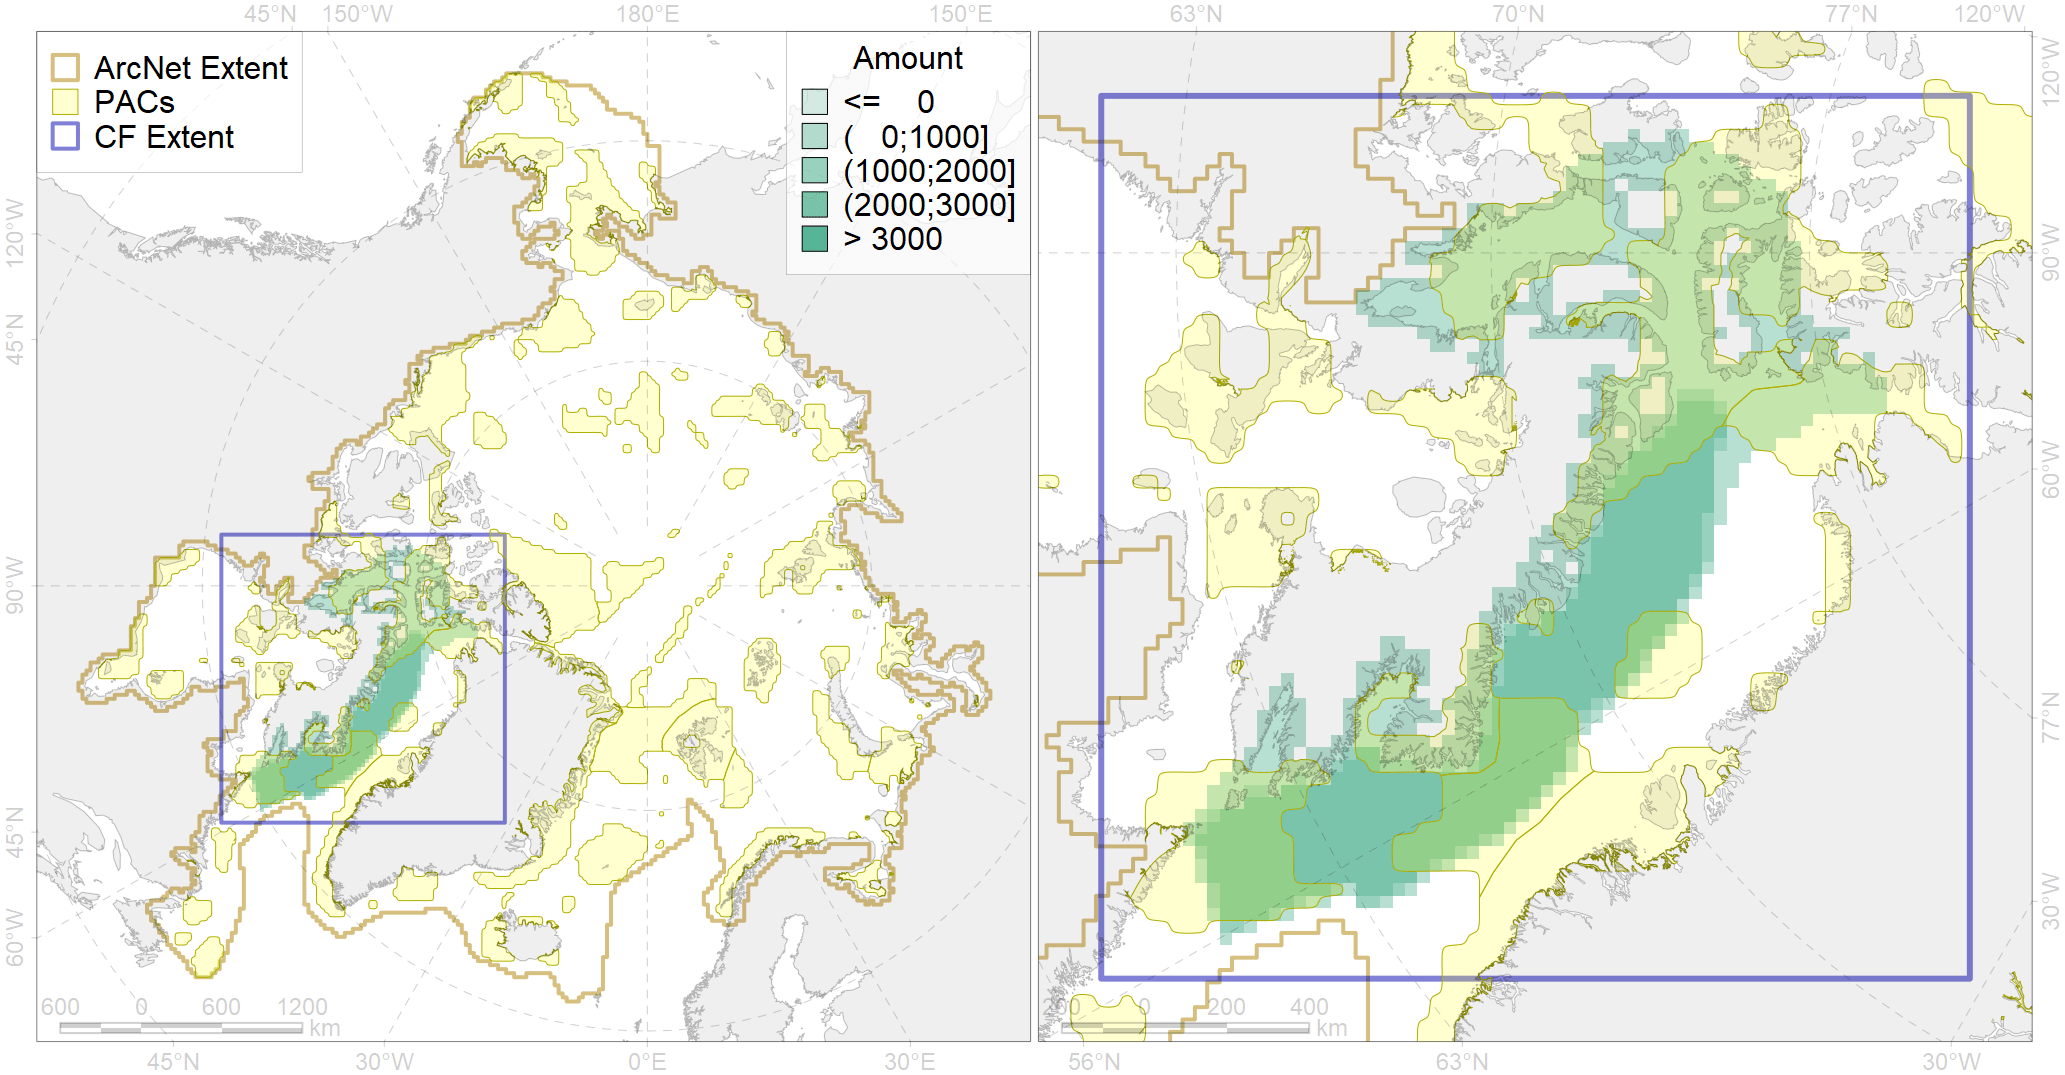 45°N 150°W 180°E 150°E 63°N 70°N 77°N 120°W
ArcNet Extent
PACs
CF Extent
Amount
<= 0
( 0;1000]
(1000;2000]
(2000;3000]
> 3000
120°W
45°N
90°W
45°N
60°W
120°W
90°W
60°W
77°N
30°W
600 0 600 1200
km
0 200 400
km
45°N 30°W 0°E 30°E 56°N 63°N 30°W